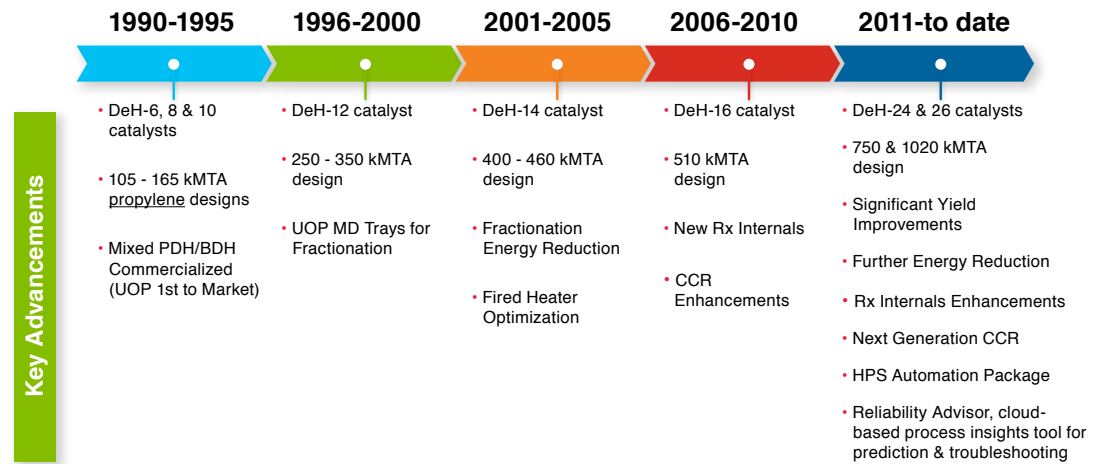 1990-1995
1996-2000
2001-2005
2006-2010
2011-to date
Key Advancements
• DeH-6, 8 & 10
catalysts
• 105 - 165 kMTA
propylene designs
• Mixed PDH/BDH
Commercialized
(UOP 1st to Market)
• DeH-12 catalyst
• 250 - 350 kMTA
design
• UOP MD Trays for
Fractionation
• DeH-14 catalyst
• 400 - 460 kMTA
design
• Fractionation
Energy Reduction
• Fired Heater
Optimization
• DeH-16 catalyst
• 510 kMTA
design
• New Rx Internals
• CCR
Enhancements
• DeH-24 & 26 catalysts
• 750 & 1020 kMTA
design
• Significant Yield
Improvements
• Further Energy Reduction
• Rx Internals Enhancements
• Next Generation CCR
• HPS Automation Package
• Reliability Advisor, cloud-
based process insights tool for
prediction & troubleshooting